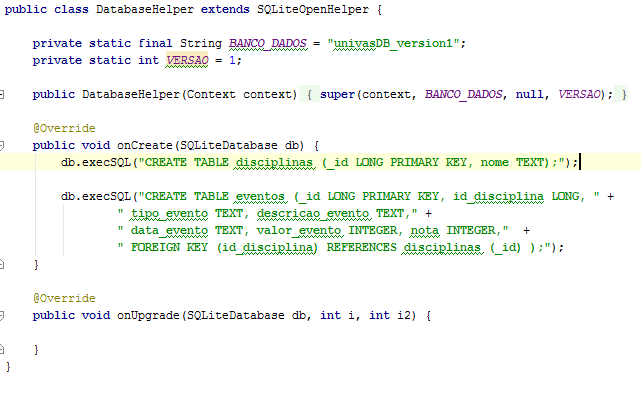 public class DatabaseHelper extends SQLiteOpenHelper {
private static final String BANCO_DADOS = "univasDB_version1";
private static int VERSAO = 1;
public DatabaseHelper(Context context) { super(context, BANCO_DADOS, null, VERSAO); }
@Override
public void onCreate(SQLiteDatabase db) {
db.execSQL("CREATE TABLE disciplinas (_id LONG PRIMARY KEY, nome TEXT);");
db.execSQL("CREATE TABLE eventos (_id LONG PRIMARY KEY, id_disciplina LONG, " +
" tipo_evento TEXT, descricao_evento TEXT," +
" data_evento TEXT, valor_evento INTEGER, nota INTEGER," +
" FOREIGN KEY (id_disciplina) REFERENCES disciplinas (_id) );");
}
@Override
public void onUpgrade(SQLiteDatabase db, int i, int i2) {
}
}